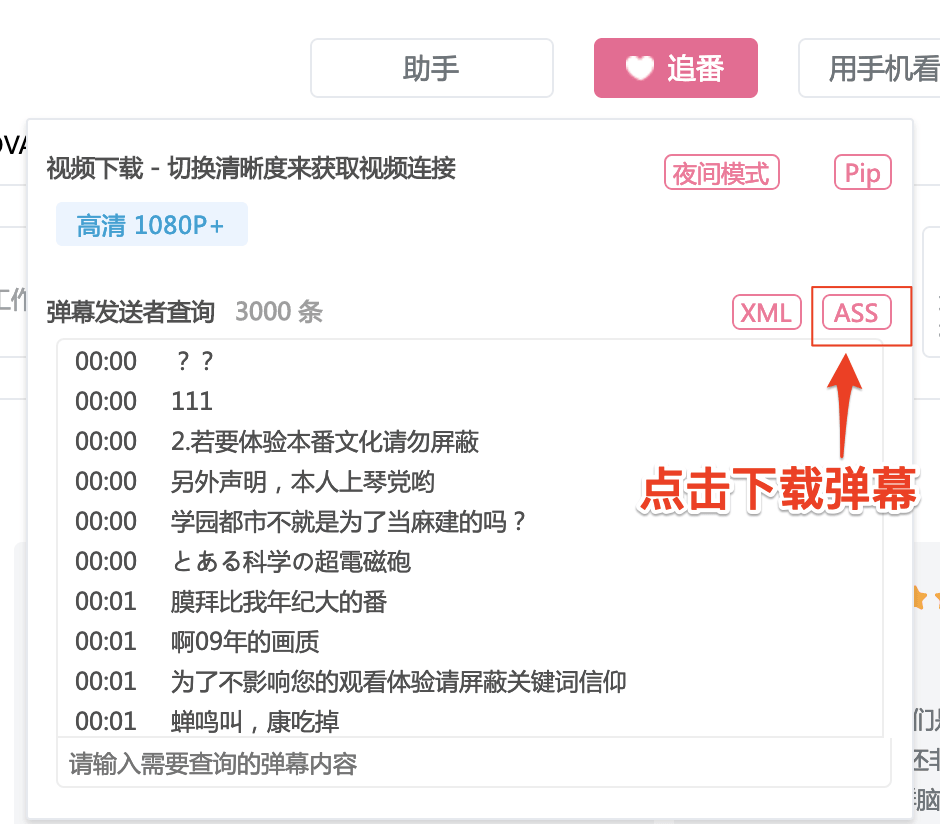 助手
追番
用手机看
OVA
视频下载 - 切换清晰度来获取视频连接
夜间模式
Pip
高清 1080P+
工作
弹幕发送者查询 3000 条
XML
ASS
00:00 ？？
00:00 111
00:00 2.若要体验本番文化请勿屏蔽
00:00 另外声明，本人上琴党哟
00:00 学园都市不就是为了当麻建的吗？
00:00 とある科学の超電磁砲
00:01 膜拜比我年纪大的番
00:01 啊09年的画质
00:01 为了不影响您的观看体验请屏蔽关键词信仰
00:01 蝉鸣叫，康吃掉
点击下载弹幕
请输入需要查询的弹幕内容
们是
还非
脑